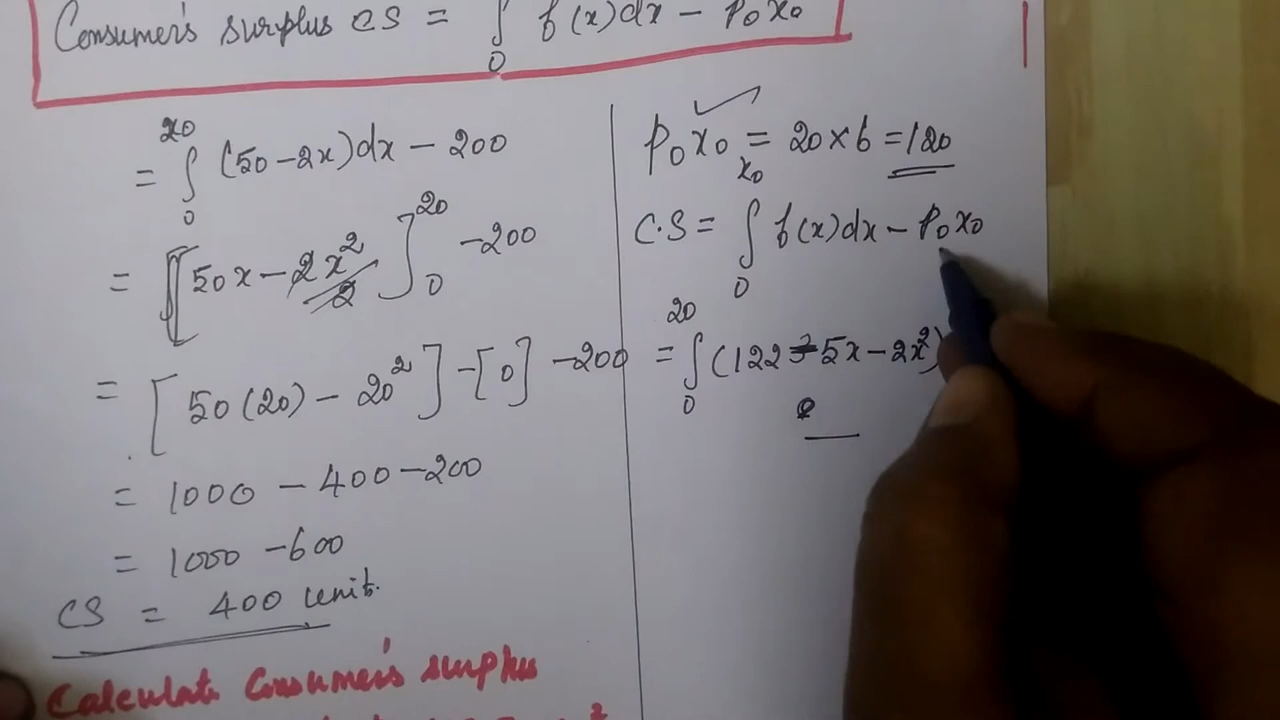 Consumer's surplus CS = ∫₀ f(x)dx − p₀x₀
= ∫₀²⁰ (50−2x)dx − 200
= [50x − 2x²/2]₀²⁰ −200
= [50(20) − 20²] − [0] −200
= 1000 − 400 −200
= 1000 −600
CS = 400 unit.
Calculate Consumer's surplus
p₀x₀ = 20×6 = 120
C.S = ∫₀^x₀ f(x)dx − p₀x₀
= ∫₀²⁰ (122 − 5x − 2x²)